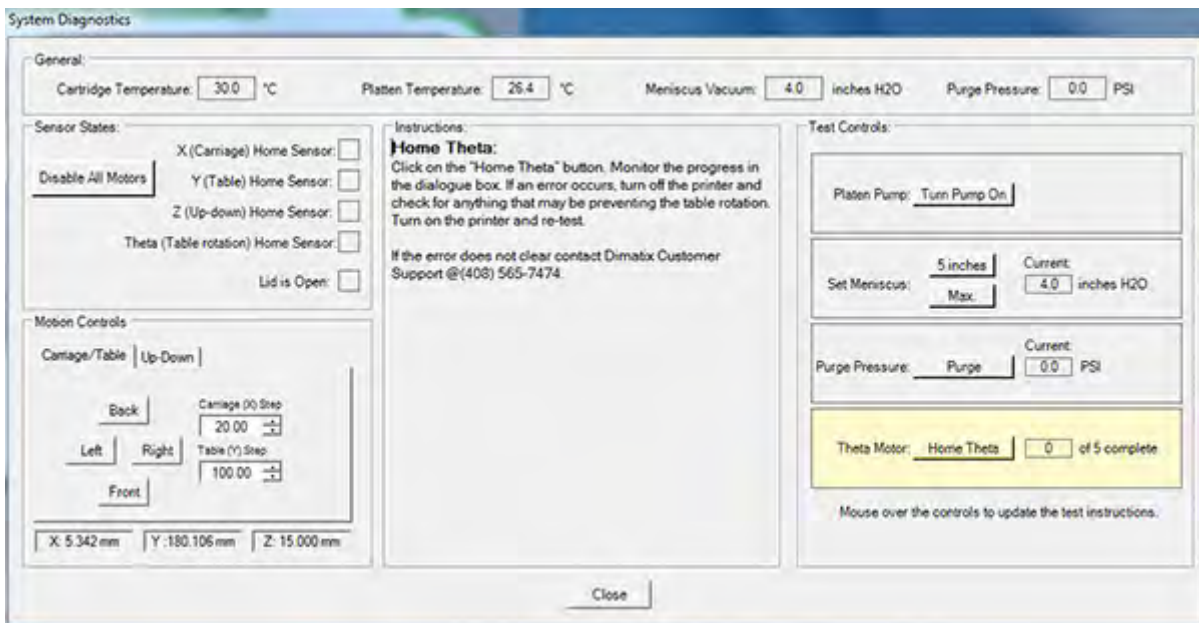 System Diagnostics
General:
Cartridge Temperature: 30.0 °C Platten Temperature: 26.4 °C Meniscus Vacuum: 4.0 inches H2O Purge Pressure: 0.0 PSI
Sensor States:
X (Carriage) Home Sensor:
Disable All Motors
Y (Table) Home Sensor:
Z (Up-down) Home Sensor:
Theta (Table rotation) Home Sensor:
Lid is Open:
Motion Controls
Carriage/Table Up-Down
Back
Left Right
Front
Carriage (X) Step
20.00
Table (Y) Step
100.00
X: 5.342 mm Y :180.106 mm Z: 15.000 mm
Instructions:
Home Theta:
Click on the "Home Theta" button. Monitor the progress in
the dialogue box. If an error occurs, turn off the printer and
check for anything that may be preventing the table rotation.
Turn on the printer and re-test.
If the error does not clear contact Dimatix Customer
Support @(408) 565-7474.
Test Controls:
Platen Pump: Turn Pump On
Set Meniscus: 5 inches Max. Current: 4.0 inches H2O
Purge Pressure: Purge Current: 0.0 PSI
Theta Motor: Home Theta 0 of 5 complete
Mouse over the controls to update the test instructions.
Close